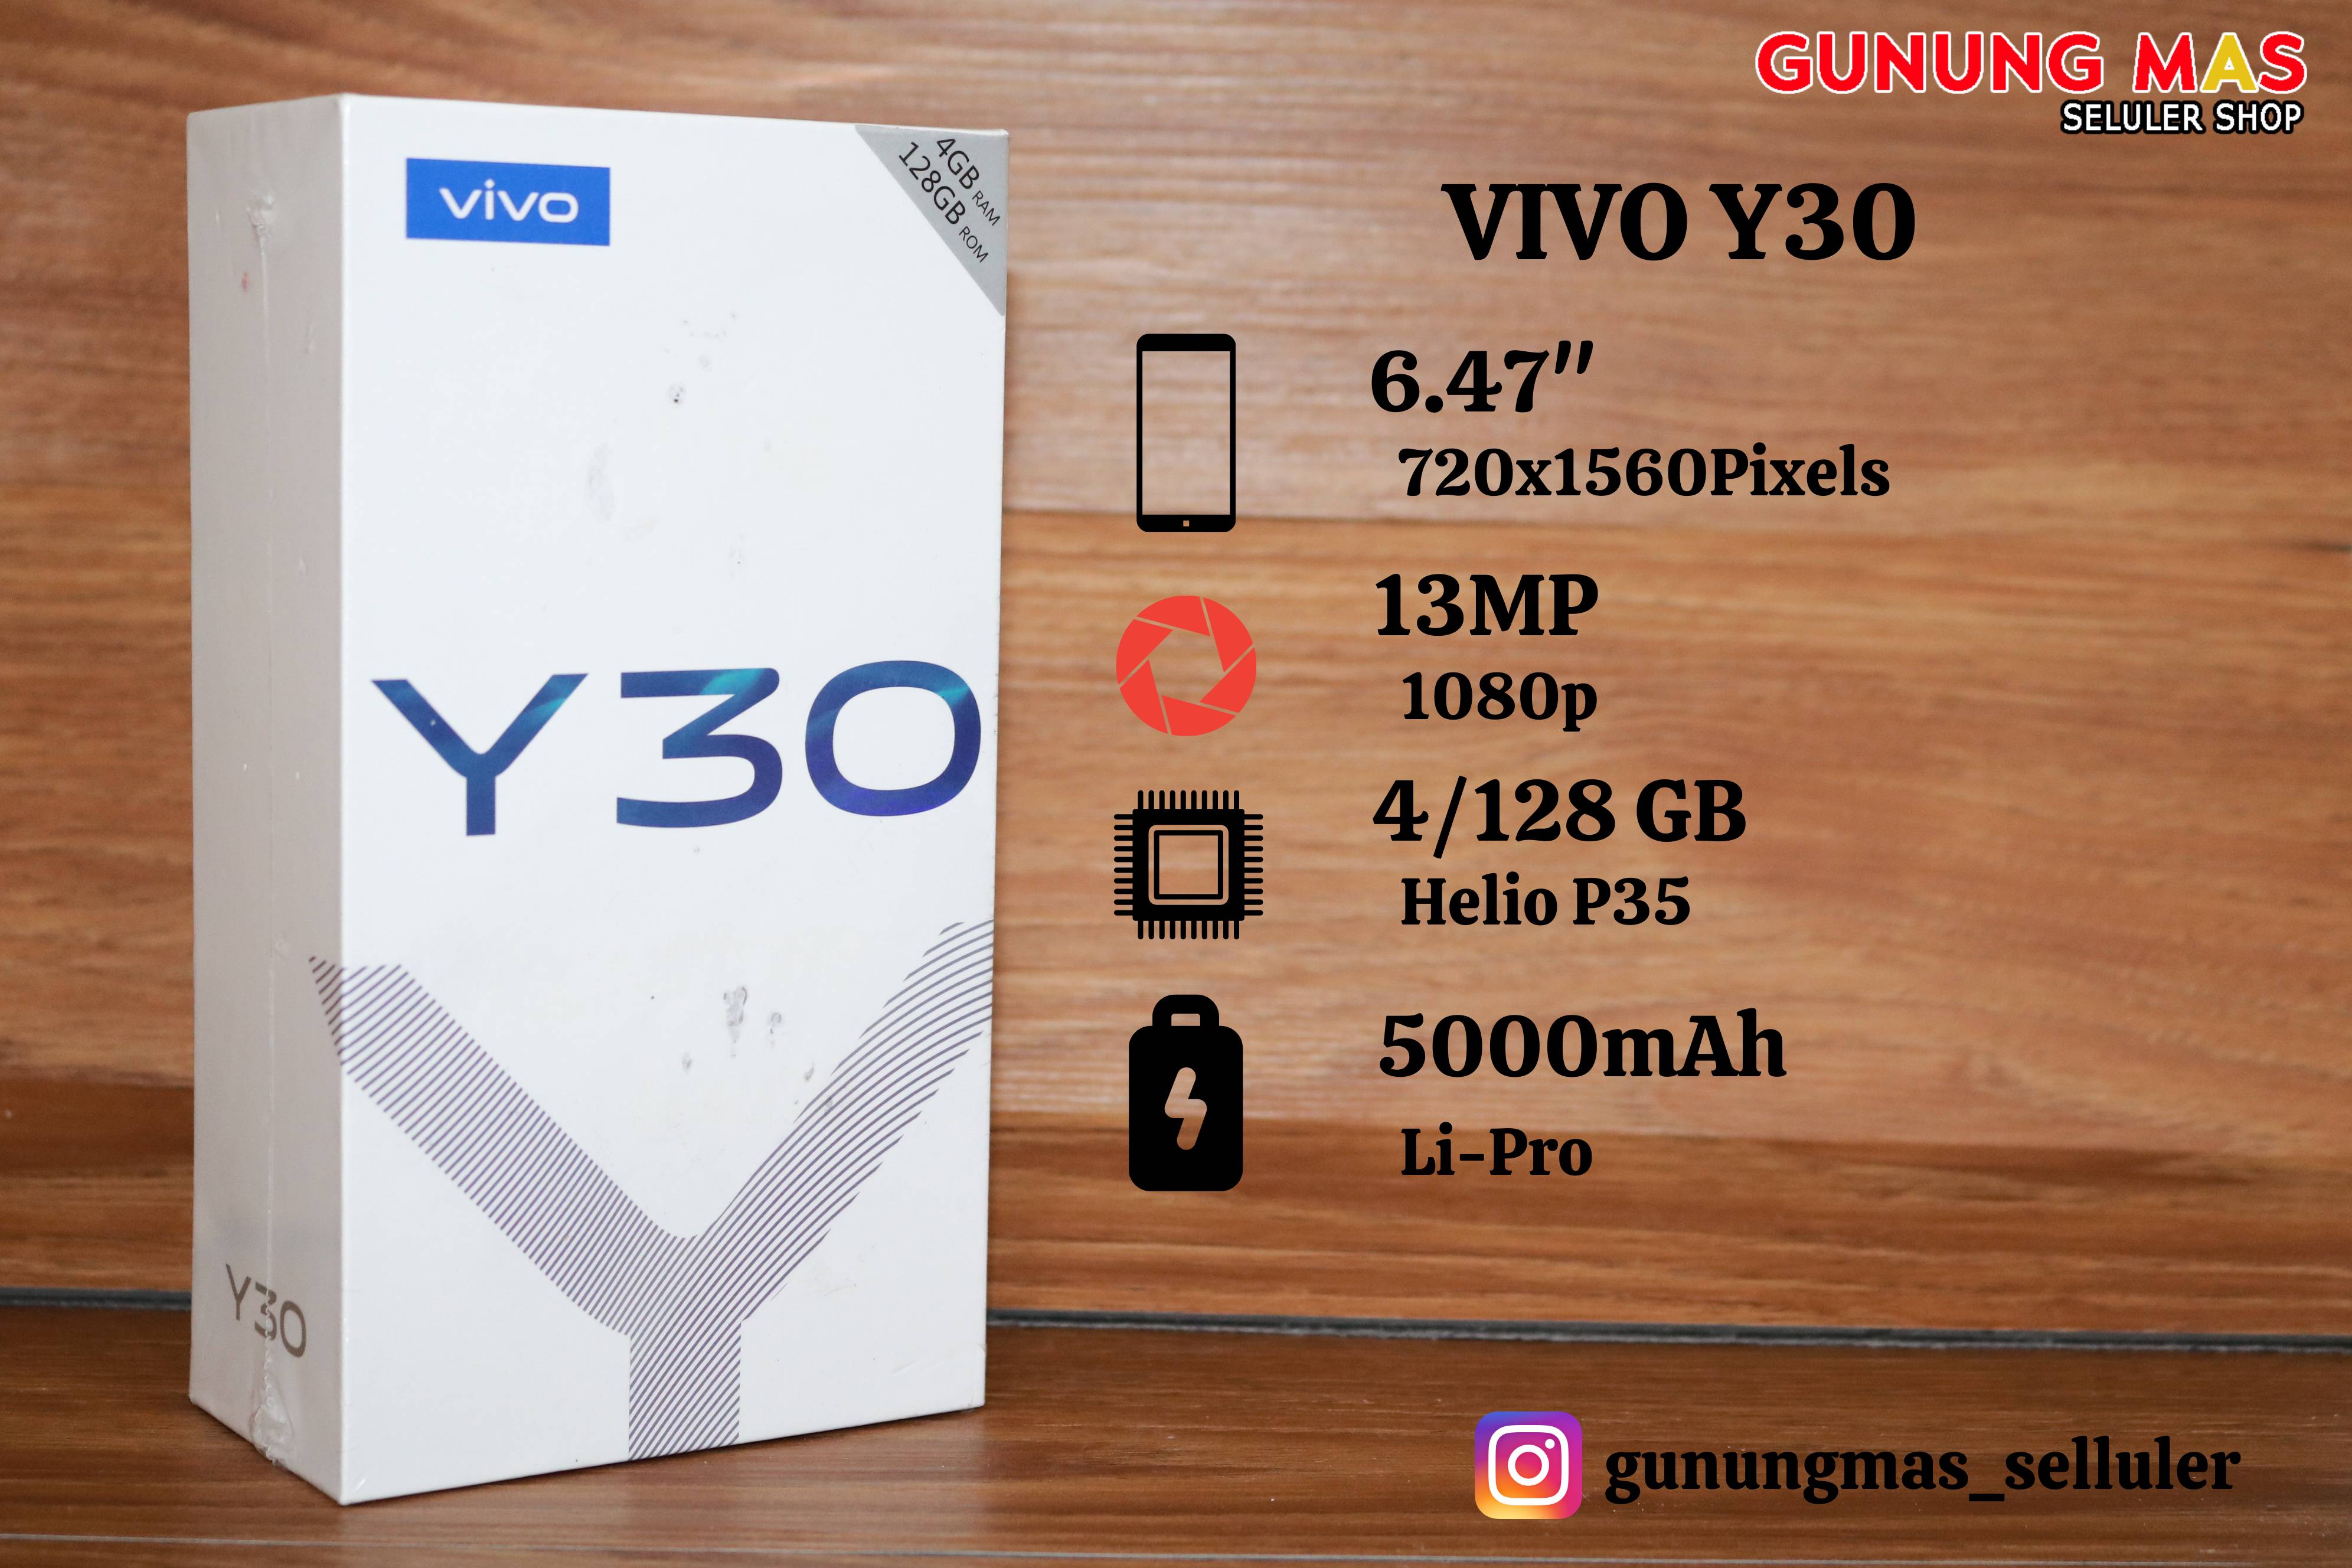 GUNUNG MAS
SELULER SHOP
vivo
4GB RAM
128GB ROM
Y30
Y30
VIVO Y30
6.47"
720x1560Pixels
13MP
1080p
4/128 GB
Helio P35
5000mAh
Li-Pro
gunungmas_selluler